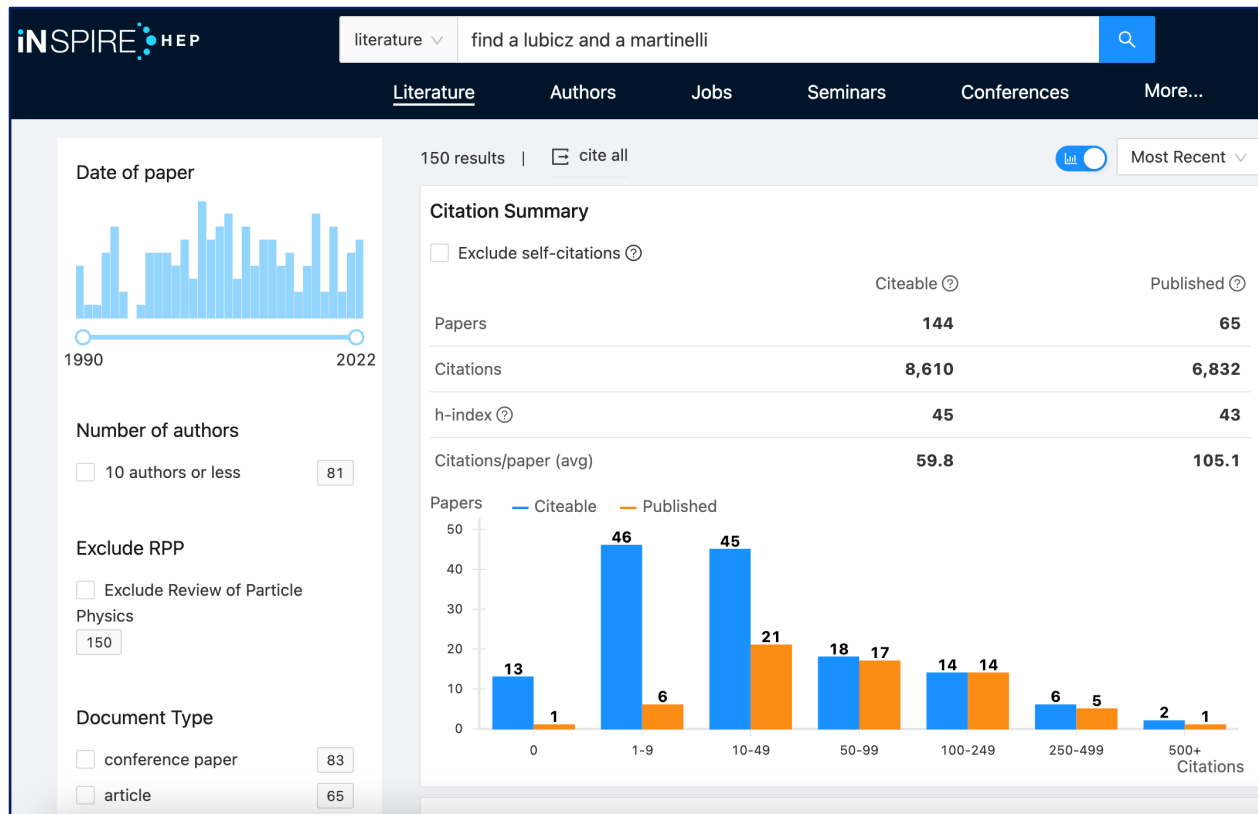 iNSPIRE HEP
literature find a lubicz and a martinelli
Literature Authors Jobs Seminars Conferences More...
Date of paper
1990 2022
Number of authors
10 authors or less 81
Exclude RPP
Exclude Review of Particle
Physics
150
Document Type
conference paper 83
article 65
150 results | cite all Most Recent
Citation Summary
Exclude self-citations ?
Citeable ? Published ?
Papers 144 65
Citations 8,610 6,832
h-index ? 45 43
Citations/paper (avg) 59.8 105.1
Papers Citeable Published
50
40
30
20
10
0
13 1 46 6 45 21 18 17 14 14 6 5 2 1
0 1-9 10-49 50-99 100-249 250-499 500+
Citations